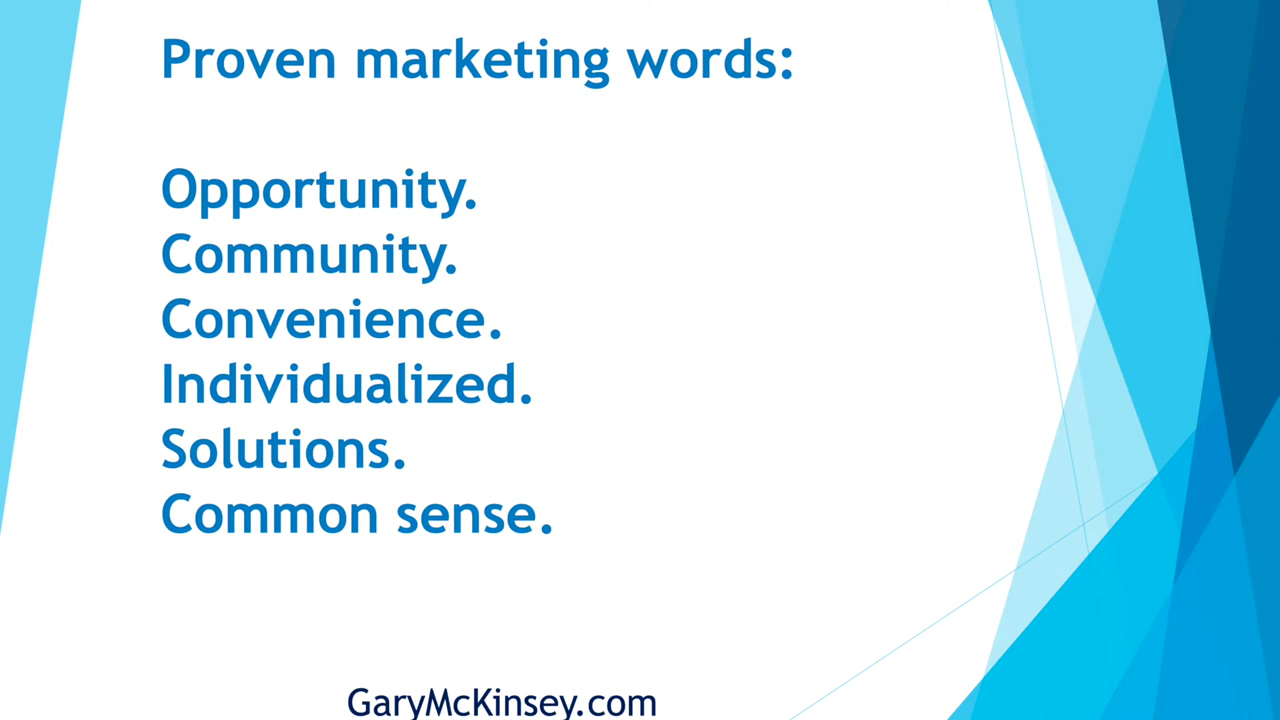 Proven marketing words:
Opportunity.
Community.
Convenience.
Individualized.
Solutions.
Common sense.
GaryMcKinsey.com